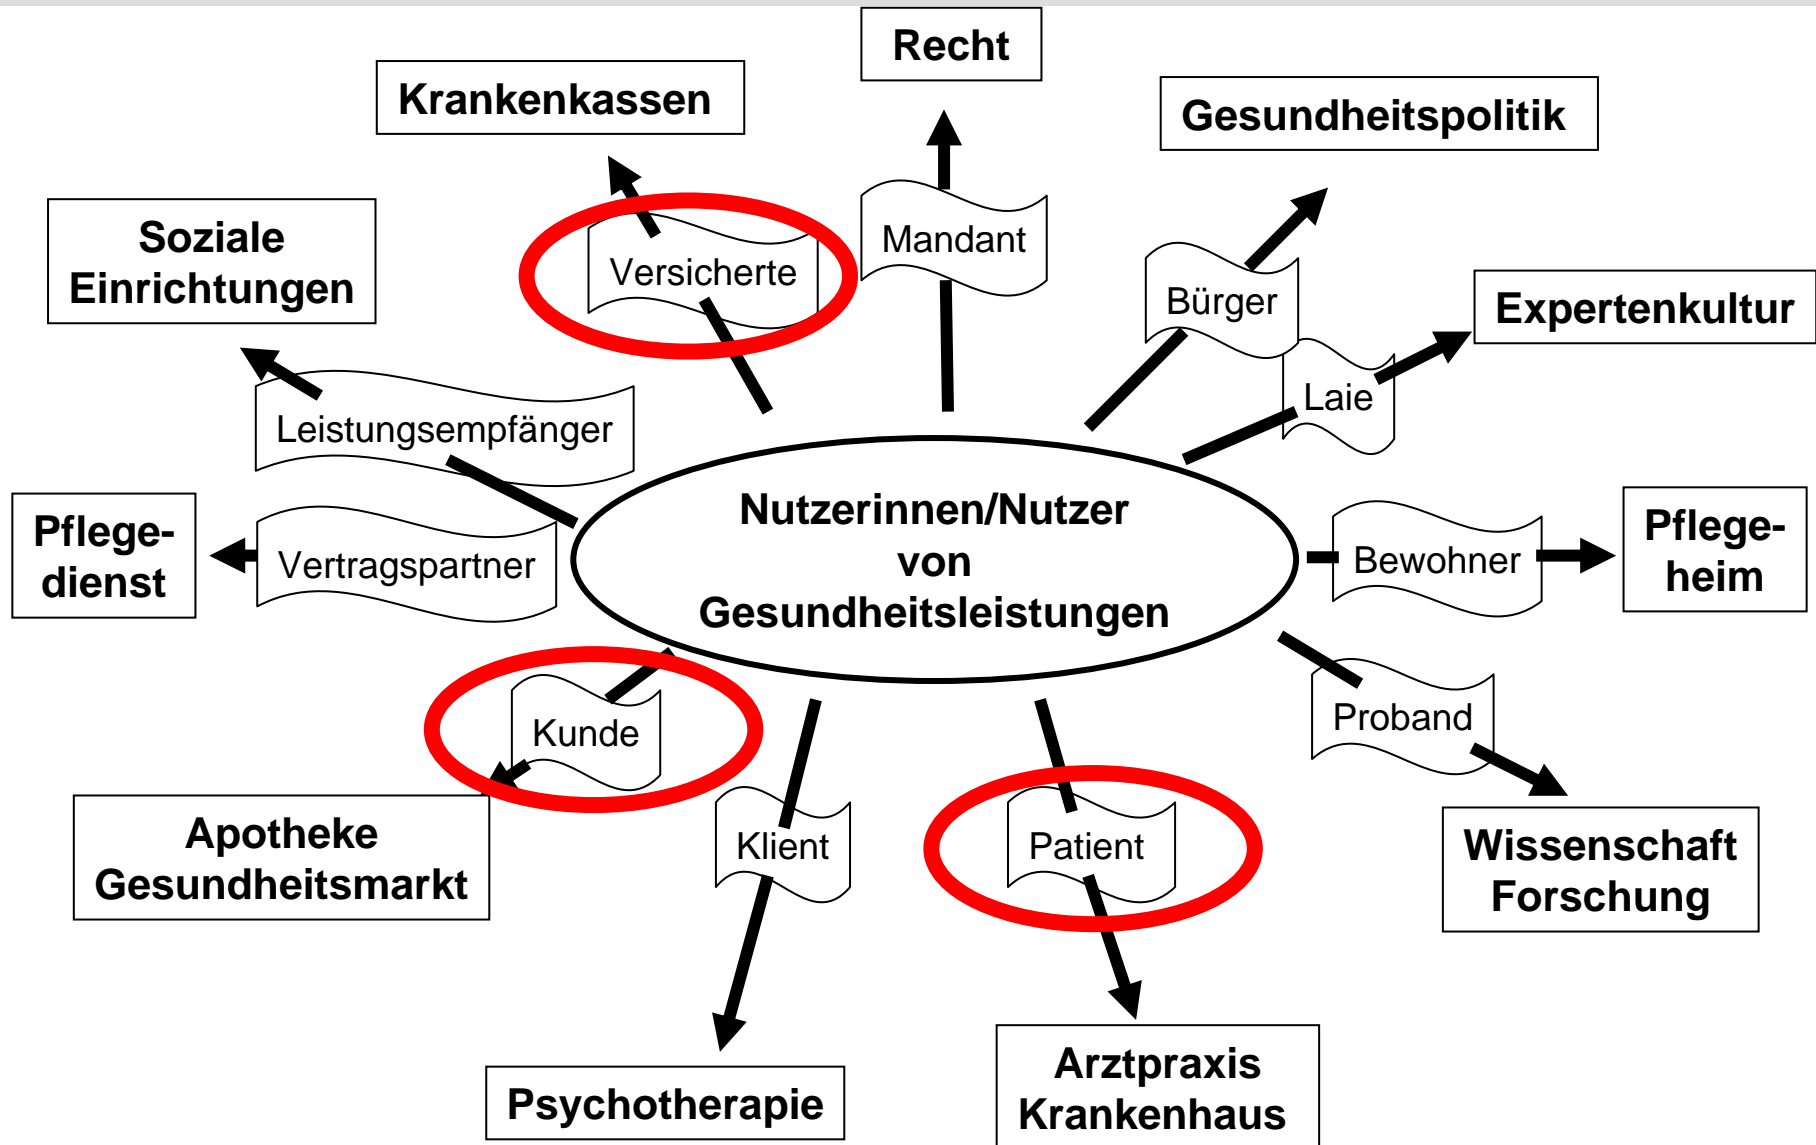 Recht
Krankenkassen
Gesundheitspolitik
Soziale
Einrichtungen
Versicherte
Mandant
Bürger
Expertenkultur
Laie
Leistungsempfänger
Pflege-
dienst
Vertragspartner
Nutzerinnen/Nutzer
von
Gesundheitsleistungen
Bewohner
Pflege-
heim
Kunde
Proband
Apotheke
Gesundheitsmarkt
Klient
Patient
Wissenschaft
Forschung
Psychotherapie
Arztpraxis
Krankenhaus